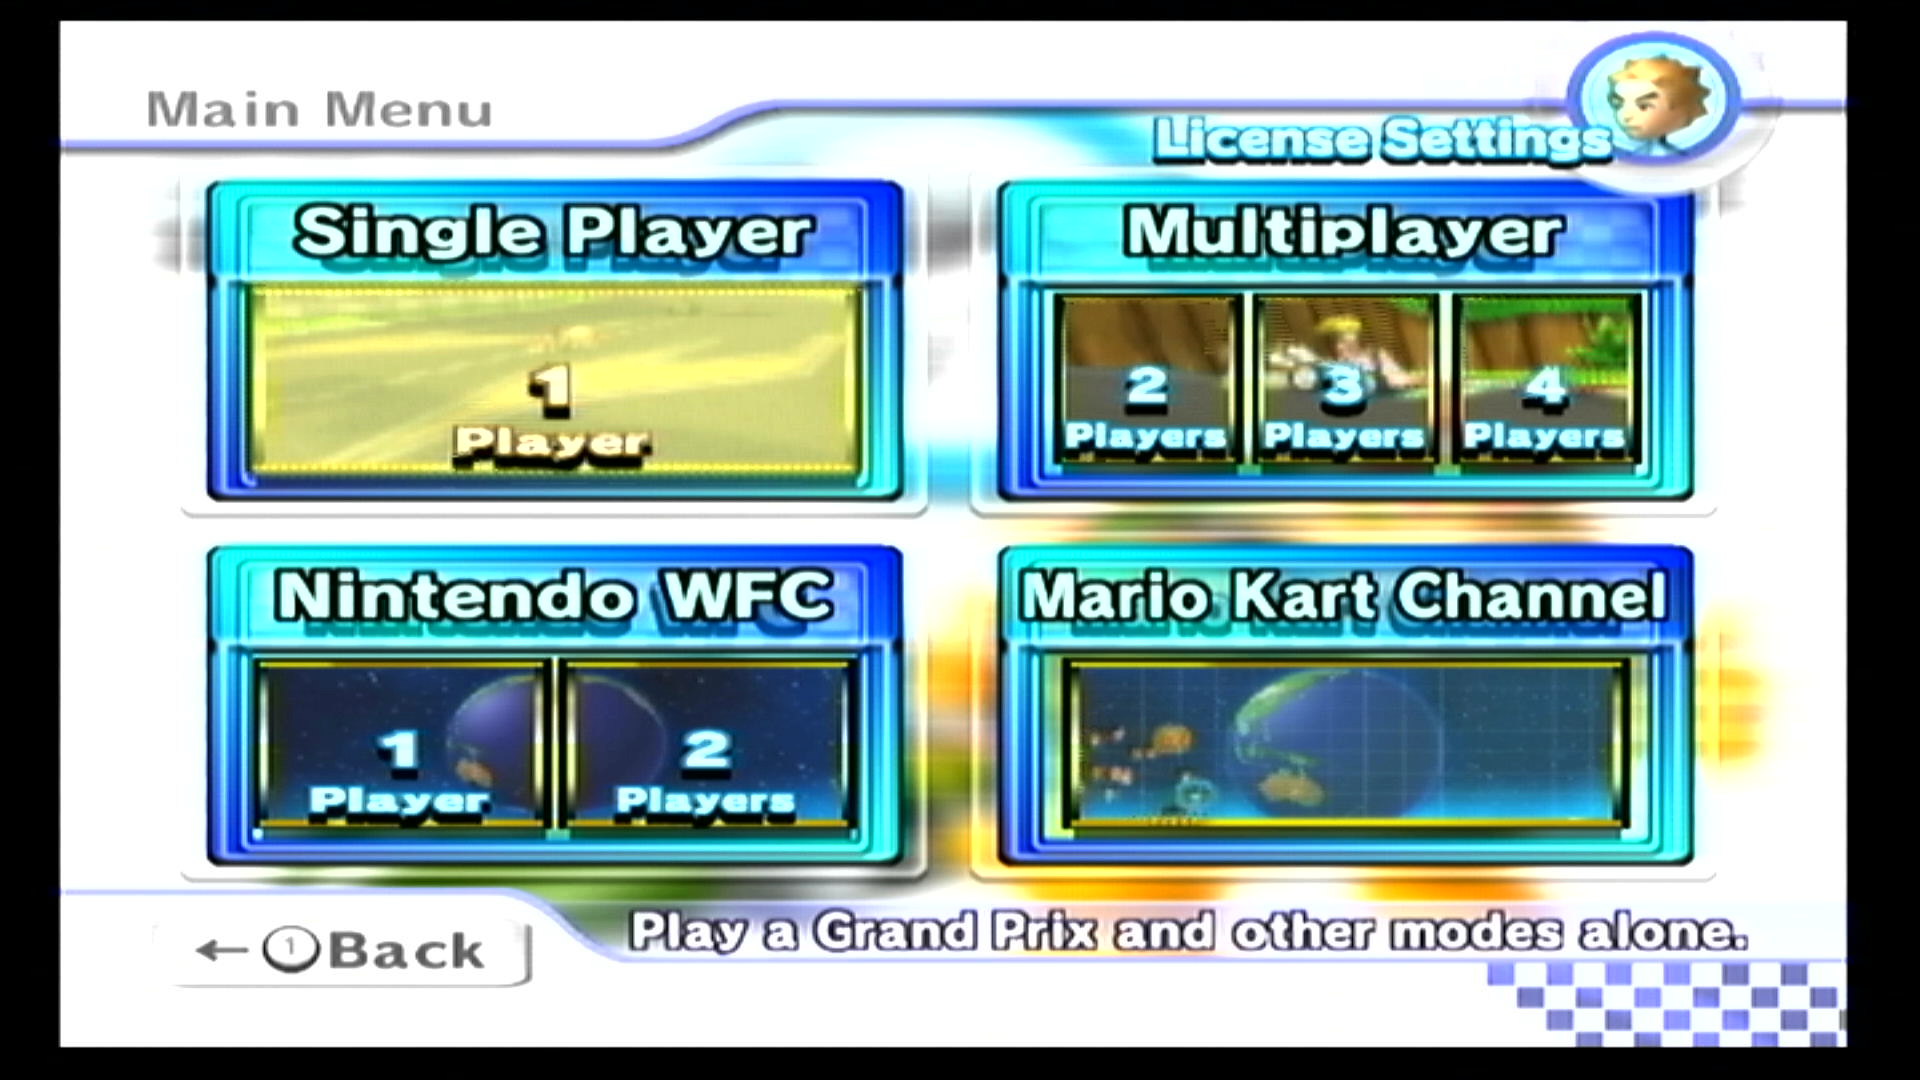 Main Menu
License Settings
Single Player
1
Player
Multiplayer
2
Players
3
Players
4
Players
Nintendo WFC
1
Player
2
Players
Mario Kart Channel
← 1 Back
Play a Grand Prix and other modes alone.